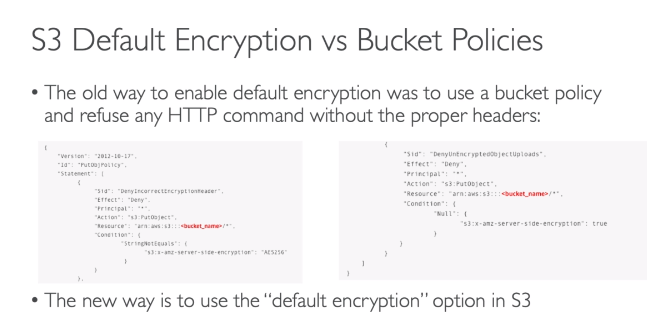 S3 Default Encryption vs Bucket Policies
• The old way to enable default encryption was to use a bucket policy
and refuse any HTTP command without the proper headers:
{
"Version": "2012-10-17",
"Id": "PutObjPolicy",
"Statement": [
{
"Sid": "DenyIncorrectEncryptionHeader",
"Effect": "Deny",
"Principal": "*",
"Action": "s3:PutObject",
"Resource": "arn:aws:s3:::<bucket_name>/*",
"Condition": {
"StringNotEquals": {
"s3:x-amz-server-side-encryption": "AES256"
}
}
},
{
"Sid": "DenyUnEncryptedObjectUploads",
"Effect": "Deny",
"Principal": "*",
"Action": "s3:PutObject",
"Resource": "arn:aws:s3:::<bucket_name>/*",
"Condition": {
"Null": {
"s3:x-amz-server-side-encryption": true
}
}
}
]
}
• The new way is to use the “default encryption” option in S3